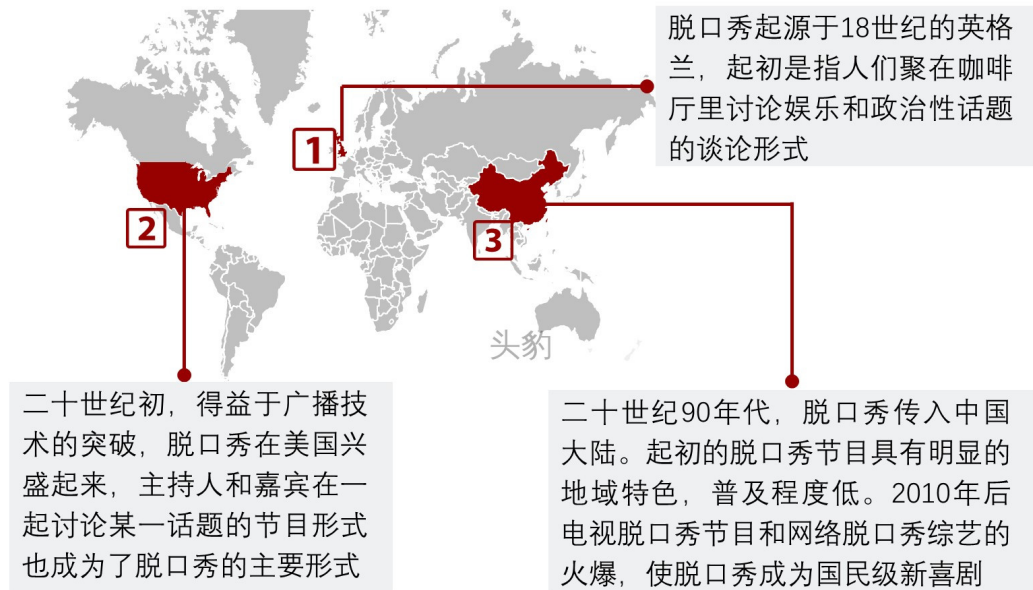 脱口秀起源于18世纪的英格
兰，起初是指人们聚在咖啡
厅里讨论娱乐和政治性话题
的谈论形式
1
2
3
头豹
二十世纪初，得益于广播技
术的突破，脱口秀在美国兴
盛起来，主持人和嘉宾在一
起讨论某一话题的节目形式
也成为了脱口秀的主要形式
二十世纪90年代，脱口秀传入中国
大陆。起初的脱口秀节目具有明显的
地域特色，普及程度低。2010年后
电视脱口秀节目和网络脱口秀综艺的
火爆，使脱口秀成为国民级新喜剧